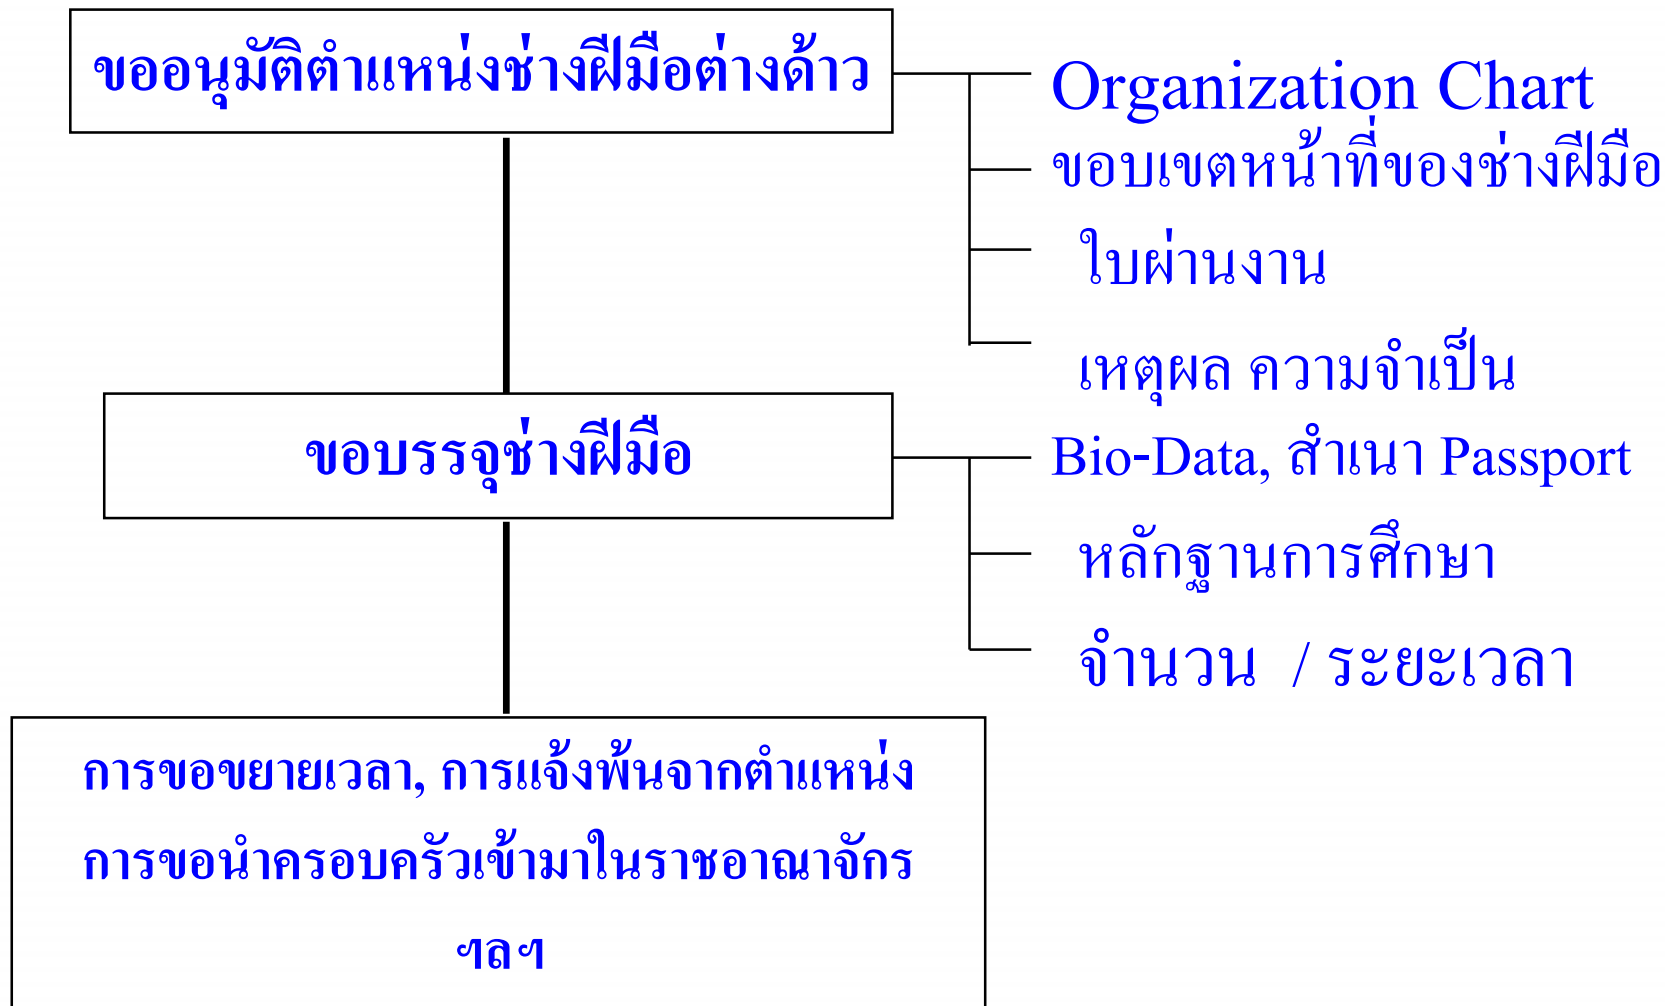 ขออนุมัติตำแหน่งช่างฝีมือต่างด้าว
Organization Chart
ขอบเขตหน้าที่ของช่างฝีมือ
ใบผ่านงาน
เหตุผล ความจำเป็น
ขอบรรจุช่างฝีมือ
Bio-Data, สำเนา Passport
หลักฐานการศึกษา
จำนวน / ระยะเวลา
การขอขยายเวลา, การแจ้งพ้นจากตำแหน่ง
การขอนำครอบครัวเข้ามาในราชอาณาจักร
ฯลฯ